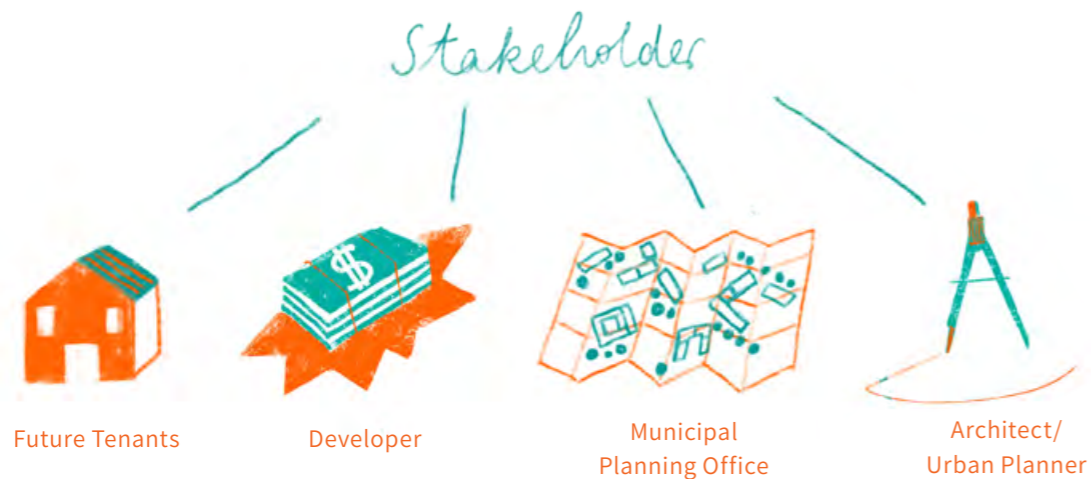 Stakeholder
$
Future Tenants
Developer
Municipal
Planning Office
Architect/
Urban Planner